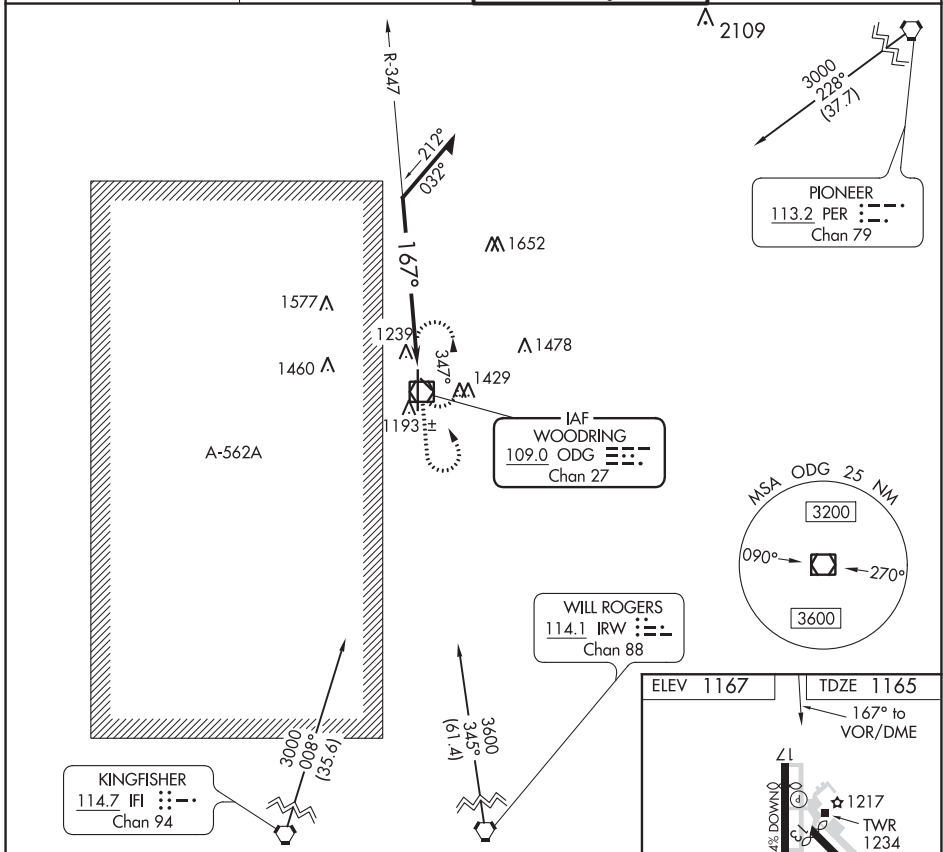 2109
R-347
3000
228°
(37.7)
212°
032°
PIONEER
113.2 PER
Chan 79
167°
1652
1577
1239
1478
1460
347°
1429
1193 ±
IAF
WOODRING
109.0 ODG
Chan 27
A-562A
MSA ODG 25 NM
3200
090°
270°
3600
WILL ROGERS
114.1 IRW
Chan 88
ELEV 1167
TDZE 1165
167° to
VOR/DME
3000
008°
(35.6)
3600
345°
(61.4)
KINGFISHER
114.7 IFI
Chan 94
17
P
1217
4% DOWN
13
TWR
1234